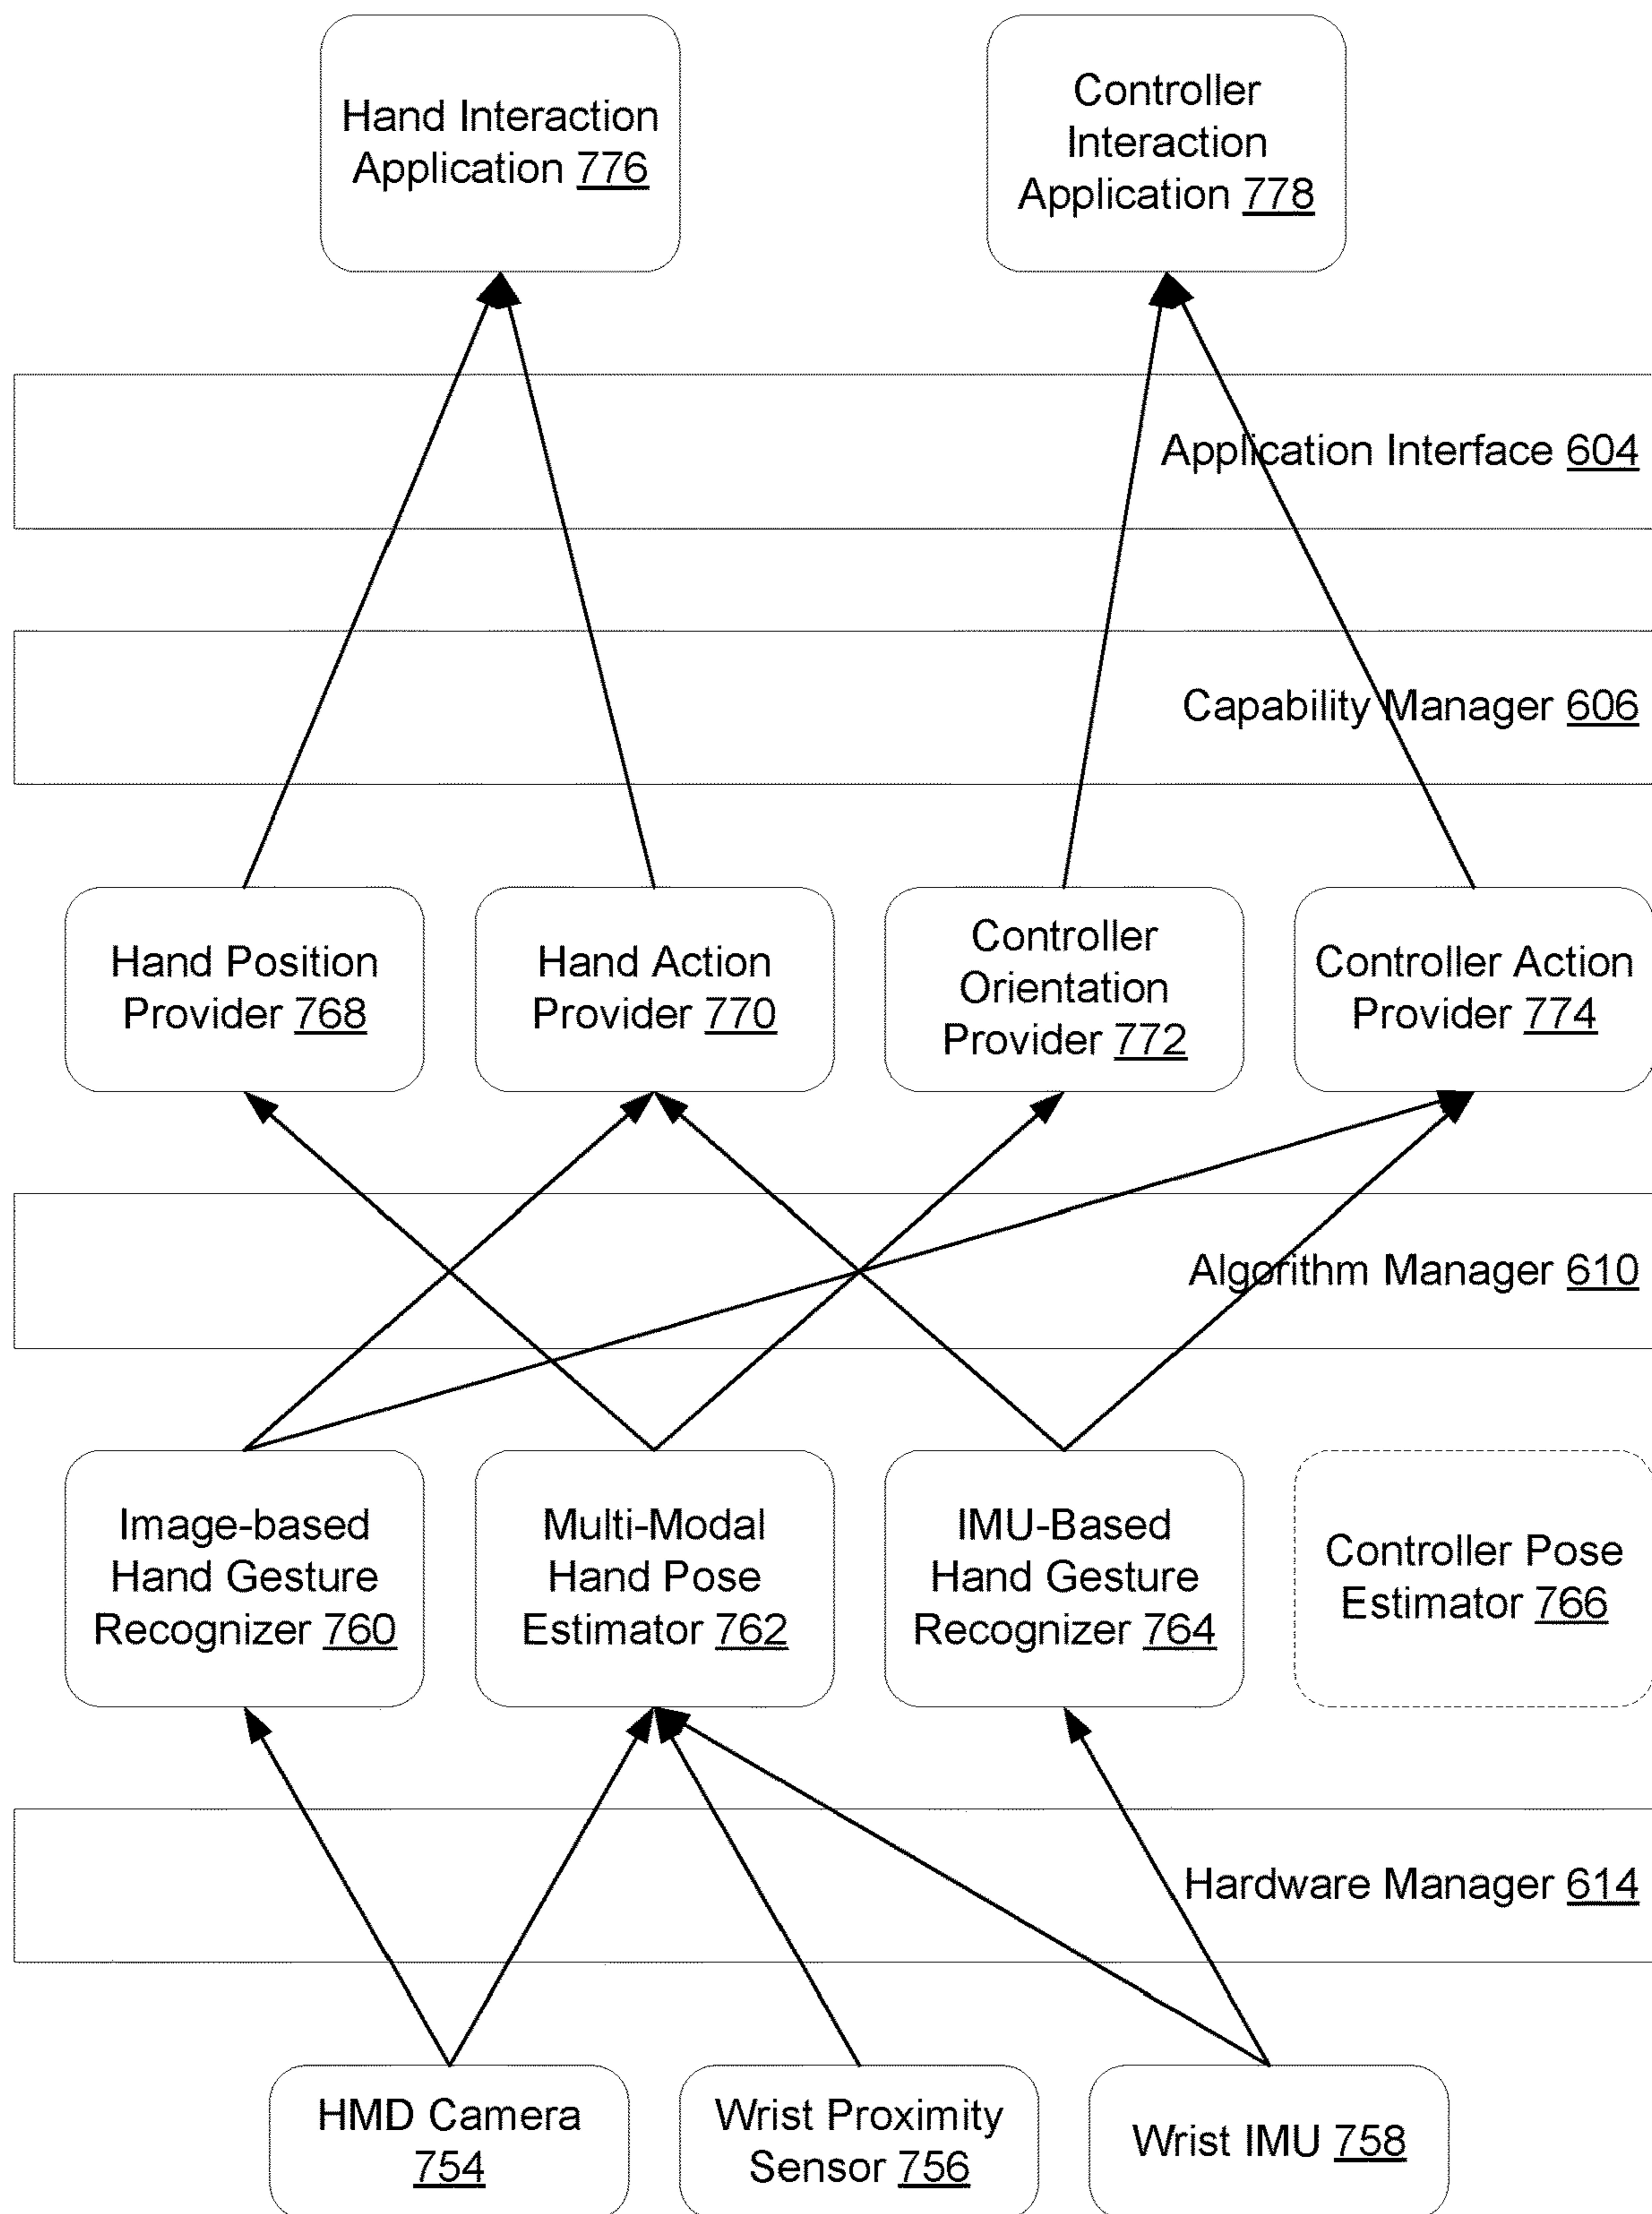 Hand Interaction
Application 776
Controller
Interaction
Application 778
Application Interface 604
Capability Manager 606
Hand Position
Provider 768
Hand Action
Provider 770
Controller
Orientation
Provider 772
Controller Action
Provider 774
Algorithm Manager 610
Image-based
Hand Gesture
Recognizer 760
Multi-Modal
Hand Pose
Estimator 762
IMU-Based
Hand Gesture
Recognizer 764
Controller Pose
Estimator 766
Hardware Manager 614
HMD Camera
754
Wrist Proximity
Sensor 756
Wrist IMU 758